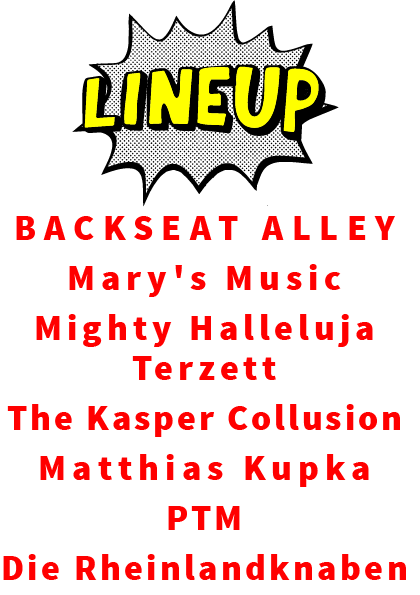 LINEUP
BACKSEAT ALLEY
Mary's Music
Mighty Halleluja
Terzett
The Kasper Collusion
Matthias Kupka
PTM
Die Rheinlandknaben